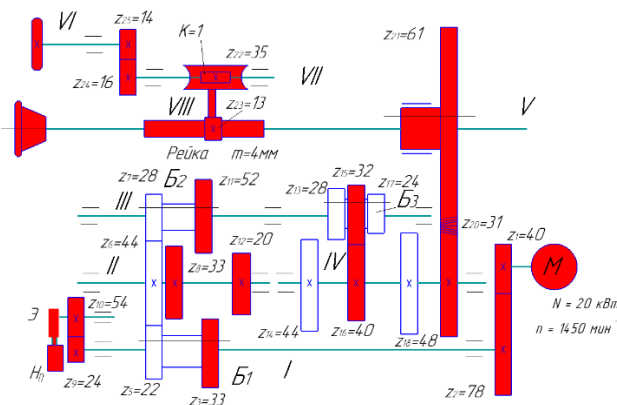 VI
z25=14
K=1
z22=35
z21=61
z24=16
VII
VIII
z23=13
V
Рейка m=4мм
z7=28
Б2
z11=52
z15=32
z13=28
z17=24
III
Б3
z6=44
z12=20
z20=31
z1=40
II
IV
z8=33
М
z10=54
Э
N = 20 кВт
z14=44
z16=40
z18=48
n = 1450 мин
Нп
z9=24
Б1
I
z5=22
z3=33
z2=78